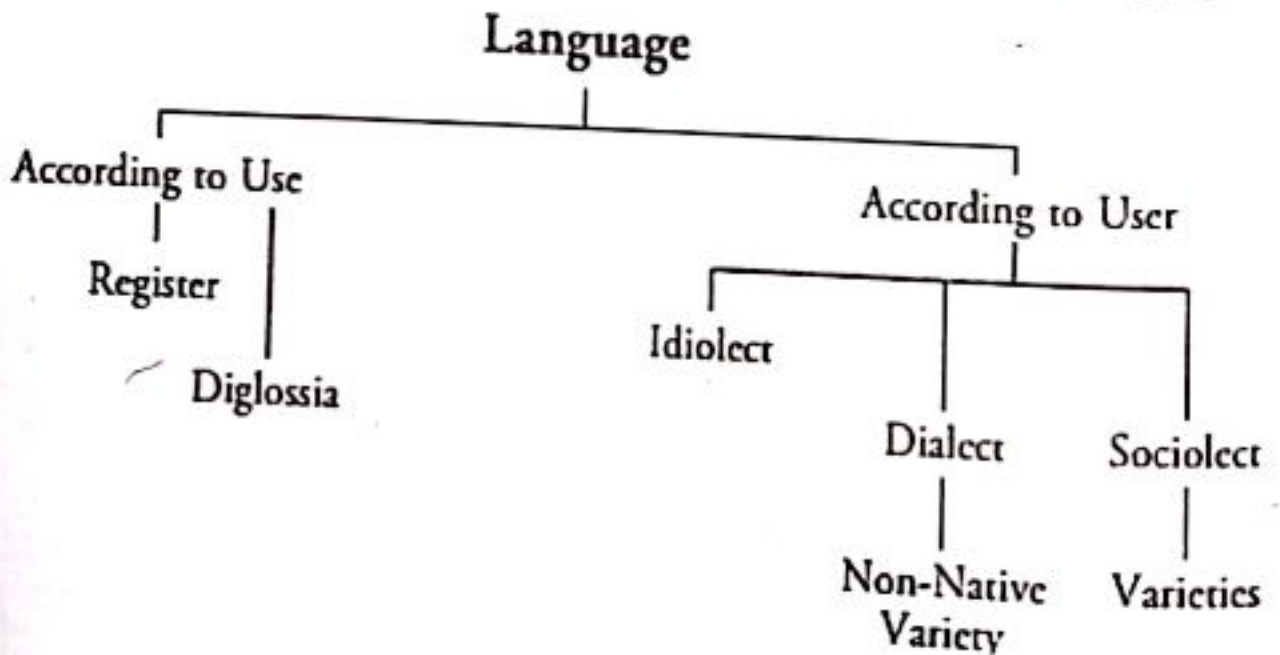 Language
According to Use
According to User
Register
Idiolect
Diglossia
Dialect
Sociolect
Non-Native
Variety
Varieties